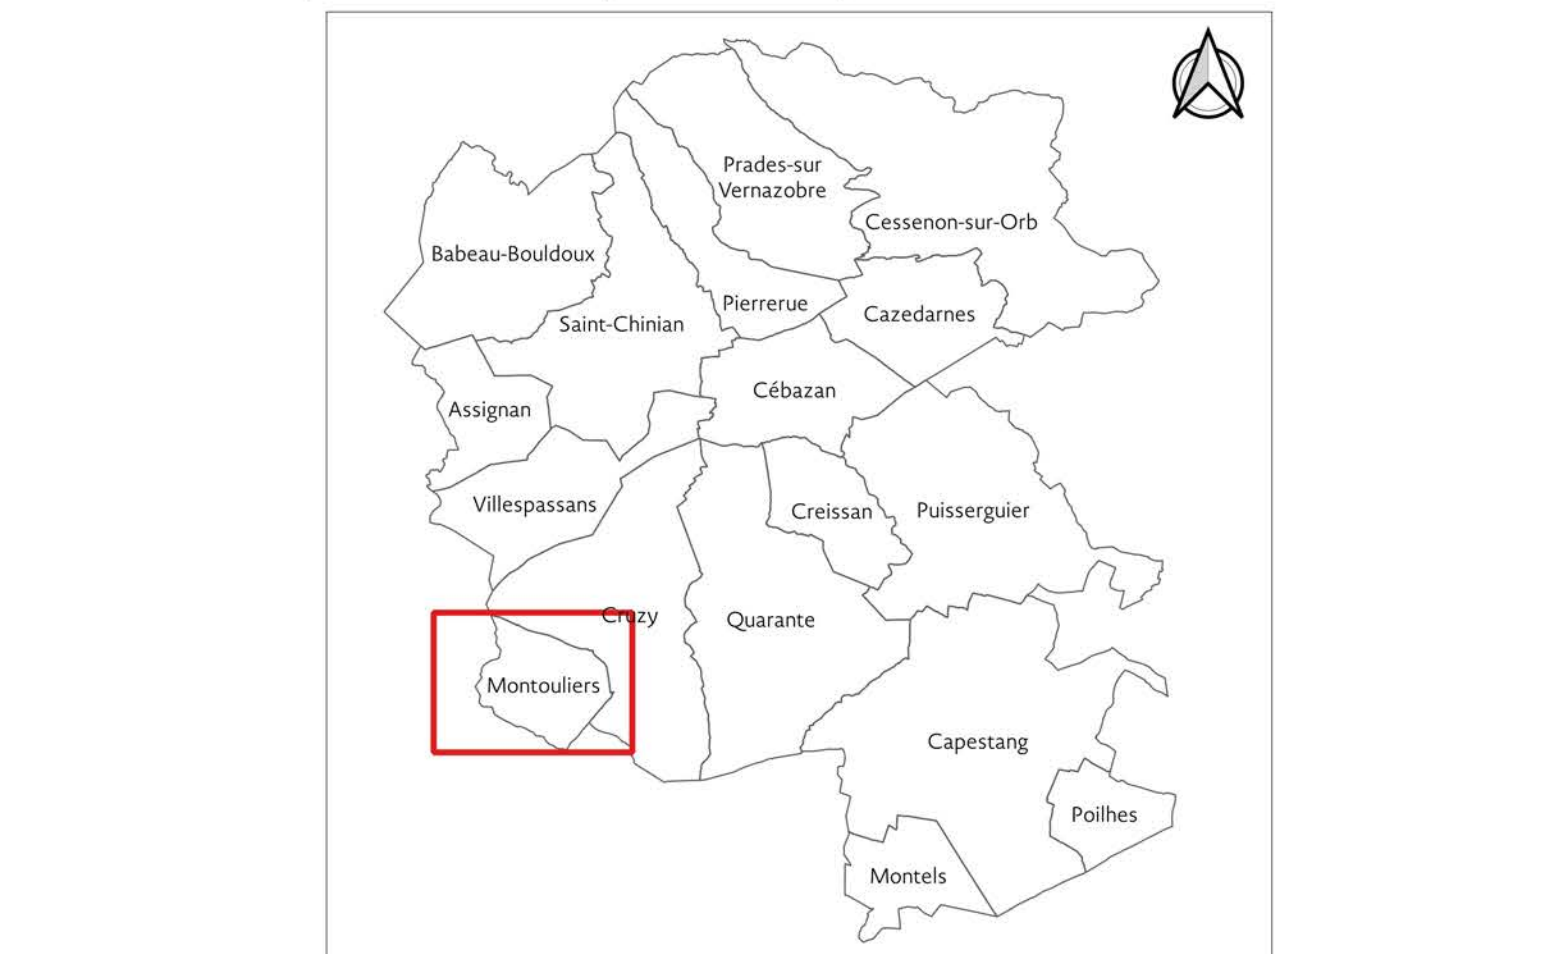 Prades-sur
Vernazobre
Cessenon-sur-Orb
Babeau-Bouldoux
Pierrerue
Cazedarnes
Saint-Chinian
Cébazan
Assignan
Villespassans
Creissan
Puisserguier
Cruzy
Quarante
Montouliers
Capestang
Poilhes
Montels